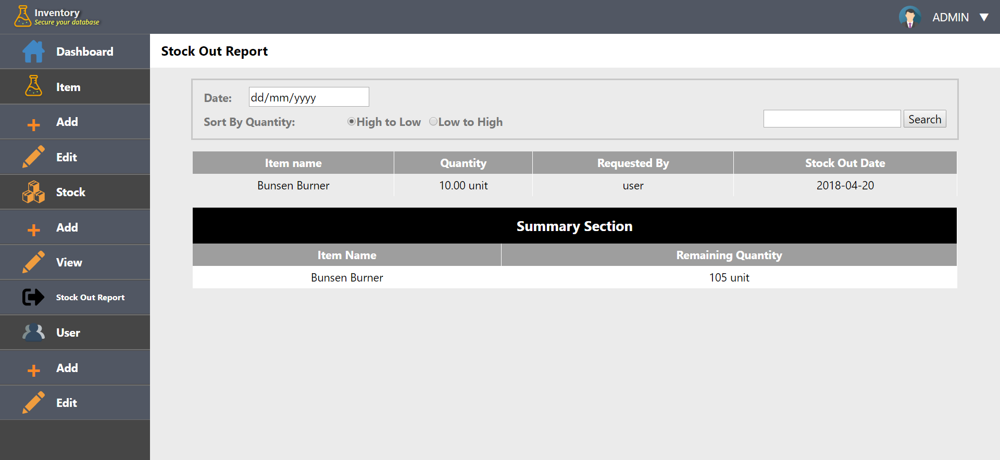 Inventory
Secure your database
ADMIN ▼
Dashboard
Item
Add
Edit
Stock
Add
View
Stock Out Report
User
Add
Edit
Stock Out Report
Date: dd/mm/yyyy
Sort By Quantity: High to Low Low to High Search
Item name Quantity Requested By Stock Out Date
Bunsen Burner 10.00 unit user 2018-04-20
Summary Section
Item Name Remaining Quantity
Bunsen Burner 105 unit